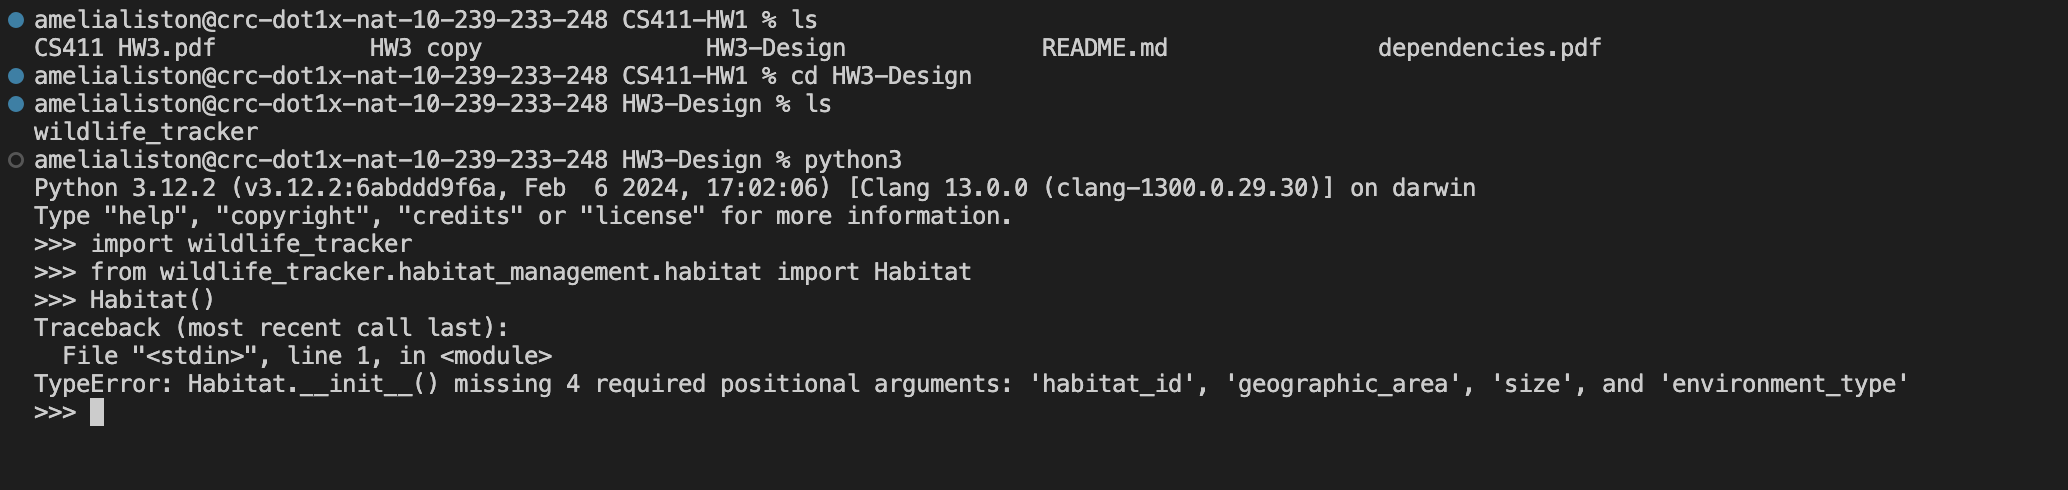 amelialiston@crc-dot1x-nat-10-239-233-248 CS411-HW1 % ls
CS411 HW3.pdf           HW3 copy                HW3-Design              README.md               dependencies.pdf
amelialiston@crc-dot1x-nat-10-239-233-248 CS411-HW1 % cd HW3-Design
amelialiston@crc-dot1x-nat-10-239-233-248 HW3-Design % ls
wildlife_tracker
amelialiston@crc-dot1x-nat-10-239-233-248 HW3-Design % python3
Python 3.12.2 (v3.12.2:6abddd9f6a, Feb  6 2024, 17:02:06) [Clang 13.0.0 (clang-1300.0.29.30)] on darwin
Type "help", "copyright", "credits" or "license" for more information.
>>> import wildlife_tracker
>>> from wildlife_tracker.habitat_management.habitat import Habitat
>>> Habitat()
Traceback (most recent call last):
  File "<stdin>", line 1, in <module>
TypeError: Habitat.__init__() missing 4 required positional arguments: 'habitat_id', 'geographic_area', 'size', and 'environment_type'
>>>